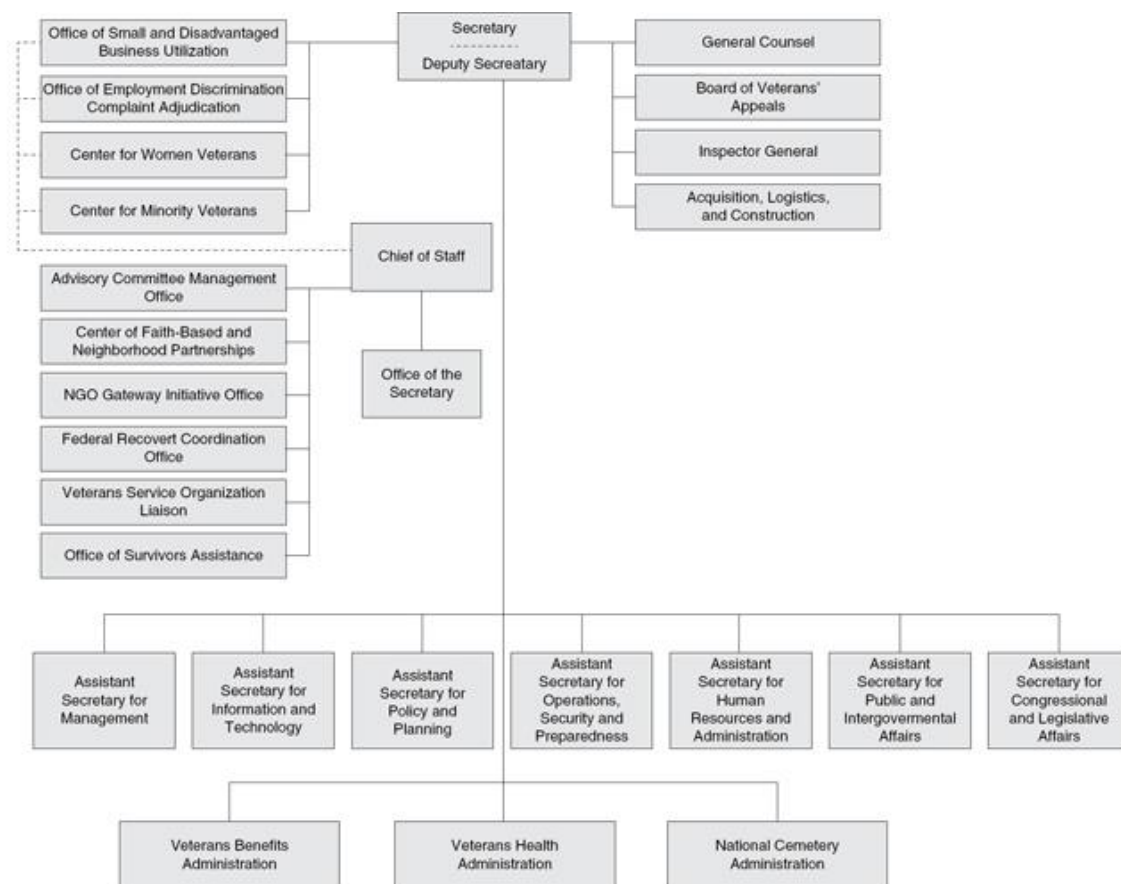 Office of Small and Disadvantaged
Business Utilization
Office of Employment Discrimination
Complaint Adjudication
Center for Women Veterans
Center for Minority Veterans
Secretary
Deputy Secreatary
General Counsel
Board of Veterans'
Appeals
Inspector General
Acquisition, Logistics,
and Construction
Chief of Staff
Office of the
Secretary
Advisory Committee Management
Office
Center of Faith-Based and
Neighborhood Partnerships
NGO Gateway Initiative Office
Federal Recovert Coordination
Office
Veterans Service Organization
Liaison
Office of Survivors Assistance
Assistant
Secretary for
Management
Assistant
Secretary for
Information and
Technology
Assistant
Secretary for
Policy and
Planning
Assistant
Secretary for
Operations,
Security and
Preparedness
Assistant
Secretary for
Human
Resources and
Administration
Assistant
Secretary for
Public and
Intergovermental
Affairs
Assistant
Secretary for
Congressional
and Legislative
Affairs
Veterans Benefits
Administration
Veterans Health
Administration
National Cemetery
Administration